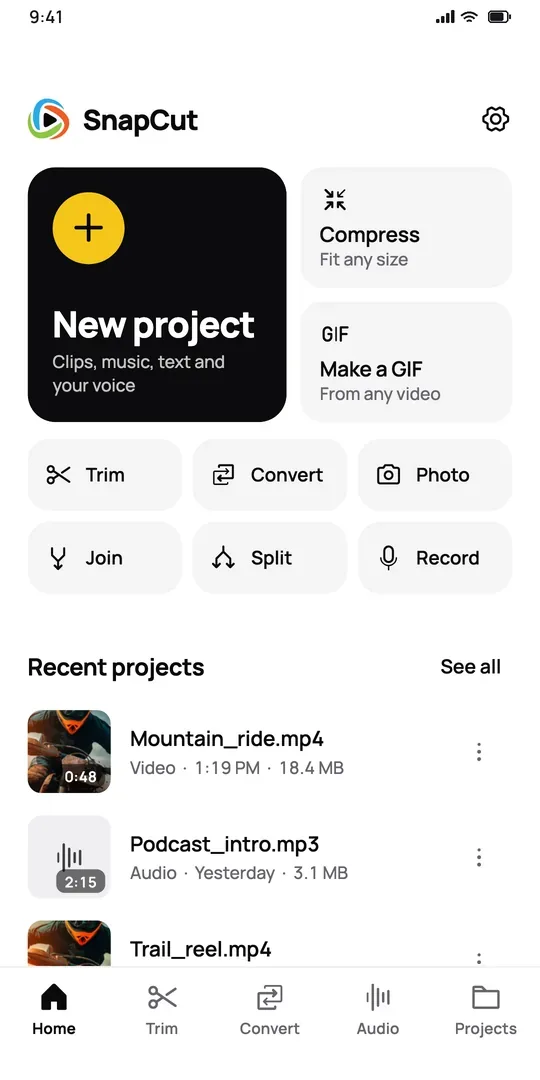 9:41
SnapCut
New project
Clips, music, text and
your voice
Compress
Fit any size
GIF
Make a GIF
From any video
Trim
Convert
Photo
Join
Split
Record
Recent projects
See all
0:48
Mountain_ride.mp4
Video · 1:19 PM · 18.4 MB
2:15
Podcast_intro.mp3
Audio · Yesterday · 3.1 MB
Trail_reel.mp4
Home
Trim
Convert
Audio
Projects